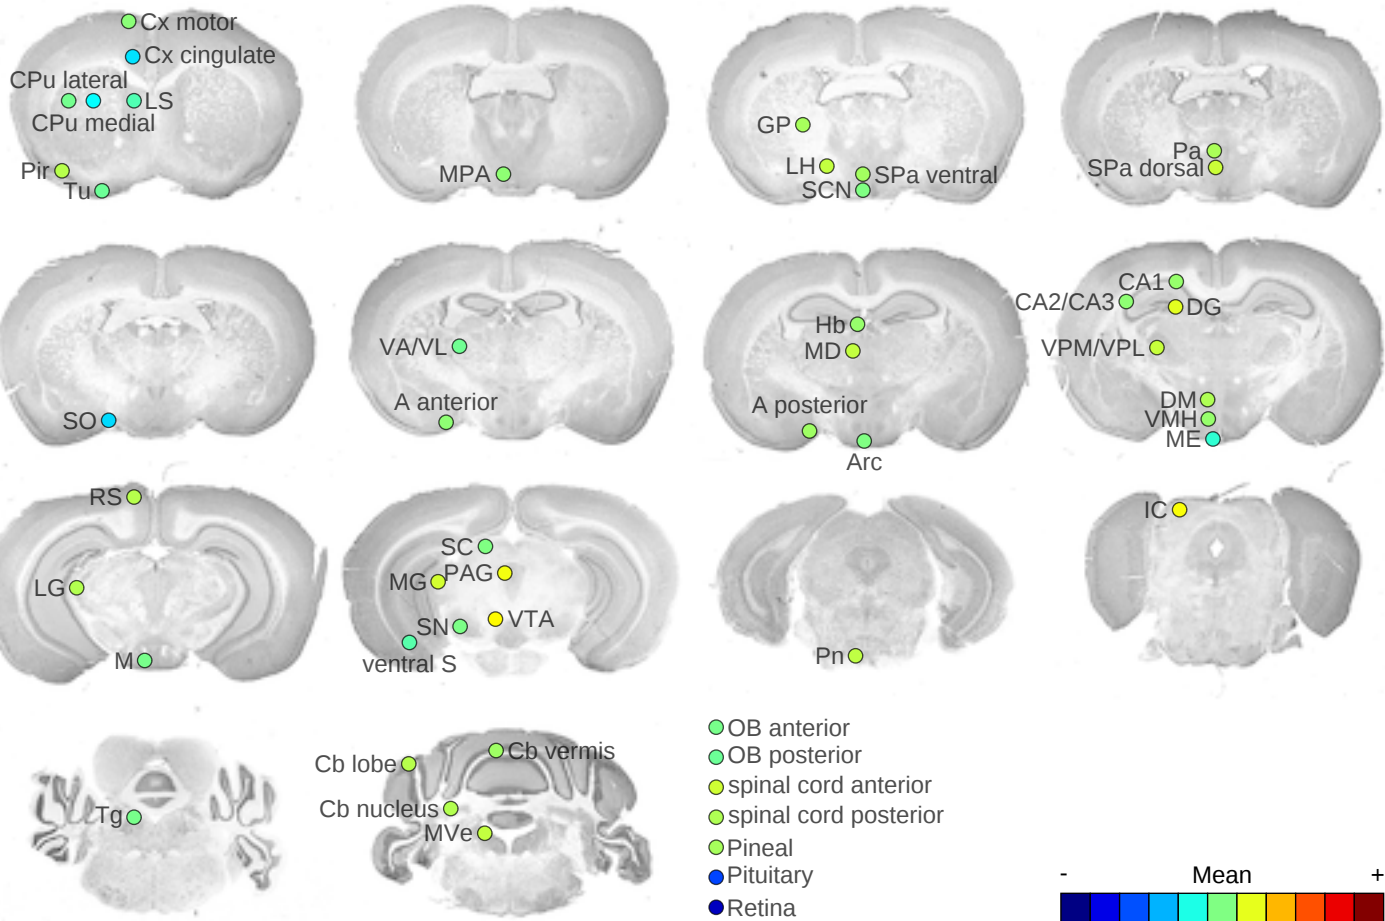 Cx motor
Cx cingulate
CPu lateral
LS
CPu medial
Pir
Tu
MPA
GP
LH
SPa ventral
SCN
Pa
SPa dorsal
SO
VA/VL
A anterior
Hb
MD
A posterior
Arc
CA1
CA2/CA3
DG
VPM/VPL
DM
VMH
ME
RS
LG
M
SC
MG
PAG
SN
VTA
ventral S
Pn
IC
Tg
Cb lobe
Cb vermis
Cb nucleus
MVe
OB anterior
OB posterior
spinal cord anterior
spinal cord posterior
Pineal
Pituitary
Retina
- Mean +